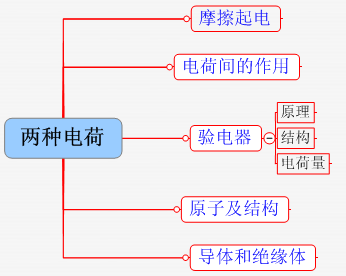 摩擦起电
电荷间的作用
两种电荷
验电器
原理
结构
电荷量
原子及结构
导体和绝缘体